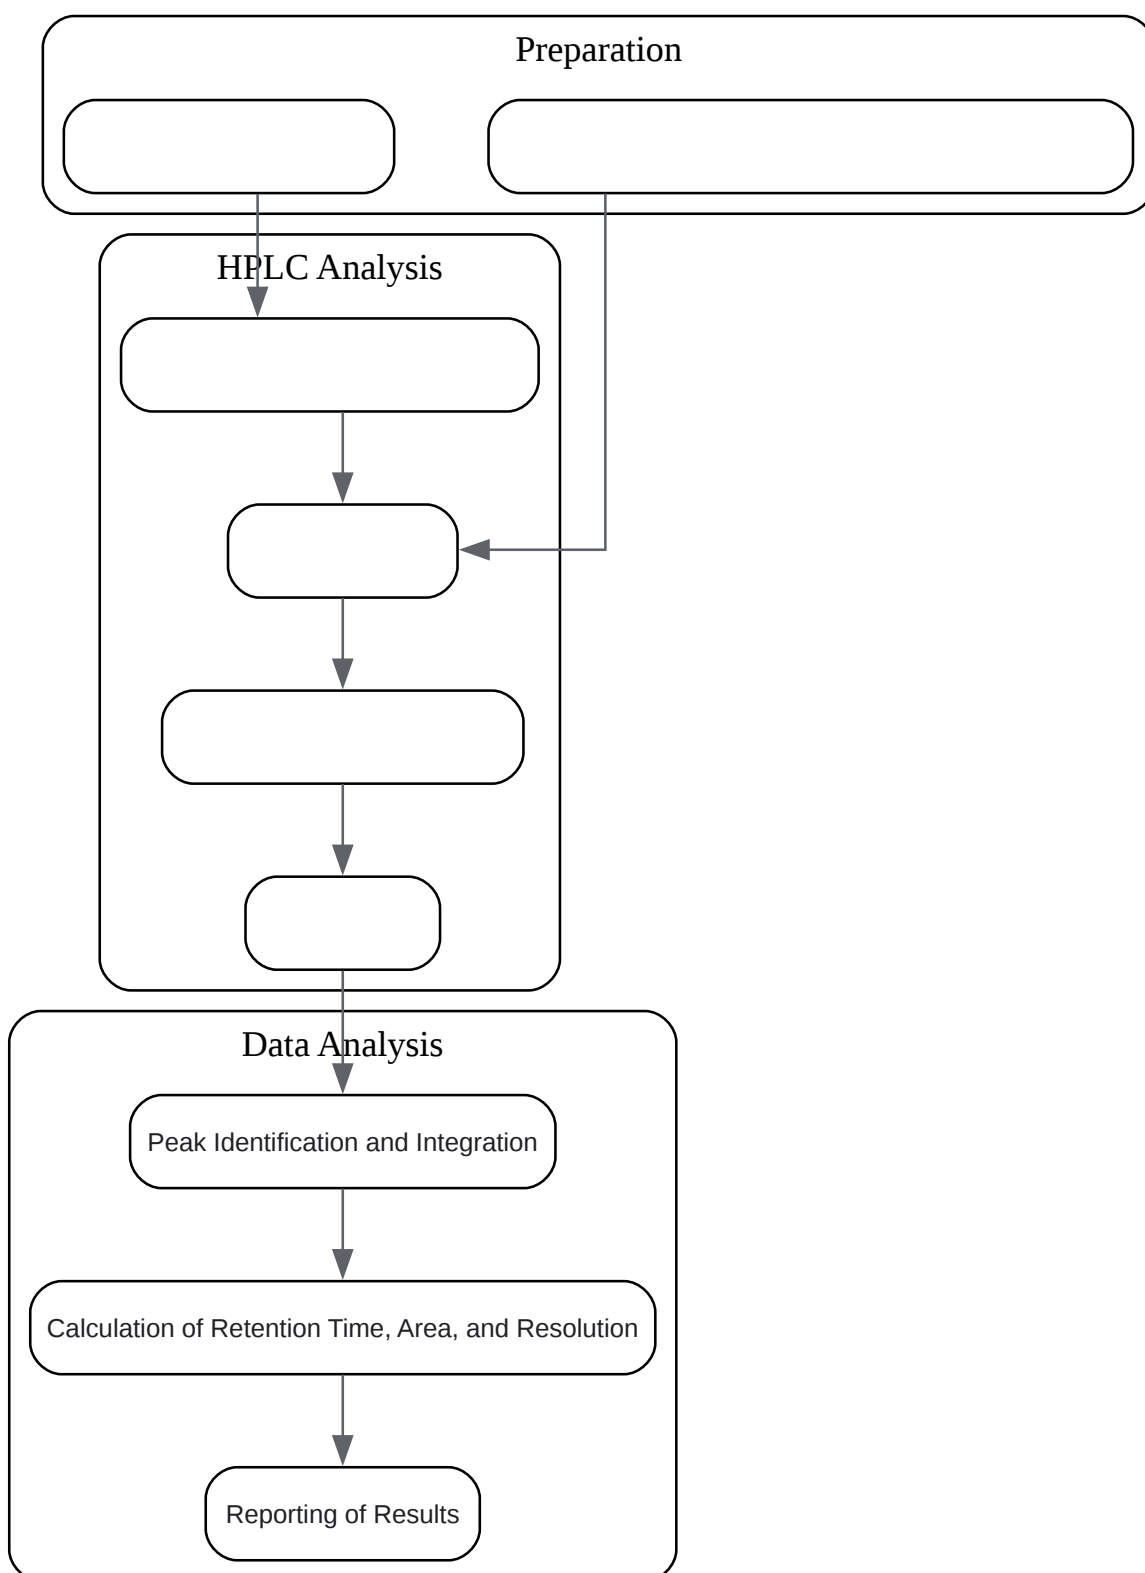 Preparation
HPLC Analysis
Data Analysis
Peak Identification and Integration
Calculation of Retention Time, Area, and Resolution
Reporting of Results